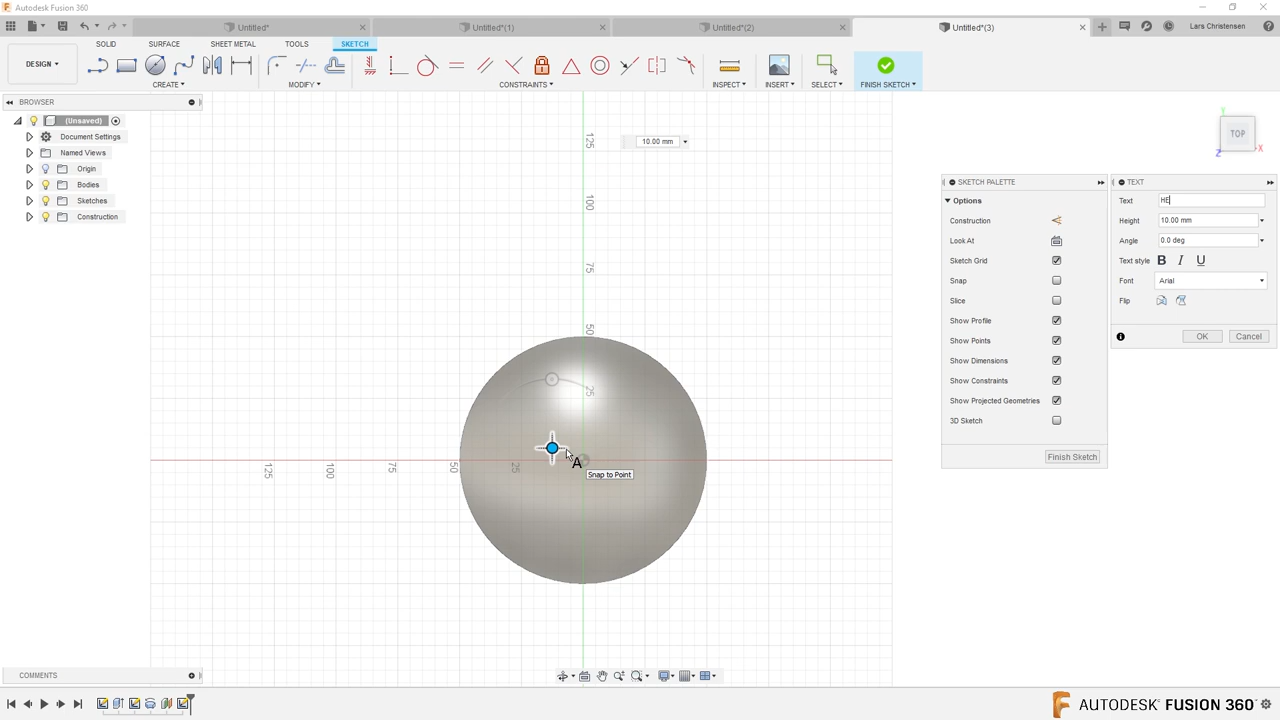 Autodesk Fusion 360
Untitled* Untitled*(1) Untitled*(2) Untitled*(3) Lars Christensen
SOLID SURFACE SHEET METAL TOOLS SKETCH
DESIGN
CREATE MODIFY CONSTRAINTS INSPECT INSERT SELECT FINISH SKETCH
BROWSER
(Unsaved)
Document Settings
Named Views
Origin
Bodies
Sketches
Construction
10.00 mm
125
100
75
50
25
125 100 75 50 25
A
Snap to Point
TOP
Y
X
Z
SKETCH PALETTE
Options
Construction
Look At
Sketch Grid
Snap
Slice
Show Profile
Show Points
Show Dimensions
Show Constraints
Show Projected Geometries
3D Sketch
Finish Sketch
TEXT
Text HE
Height 10.00 mm
Angle 0.0 deg
Text style B I U
Font Arial
Flip
OK Cancel
COMMENTS
AUTODESK® FUSION 360°